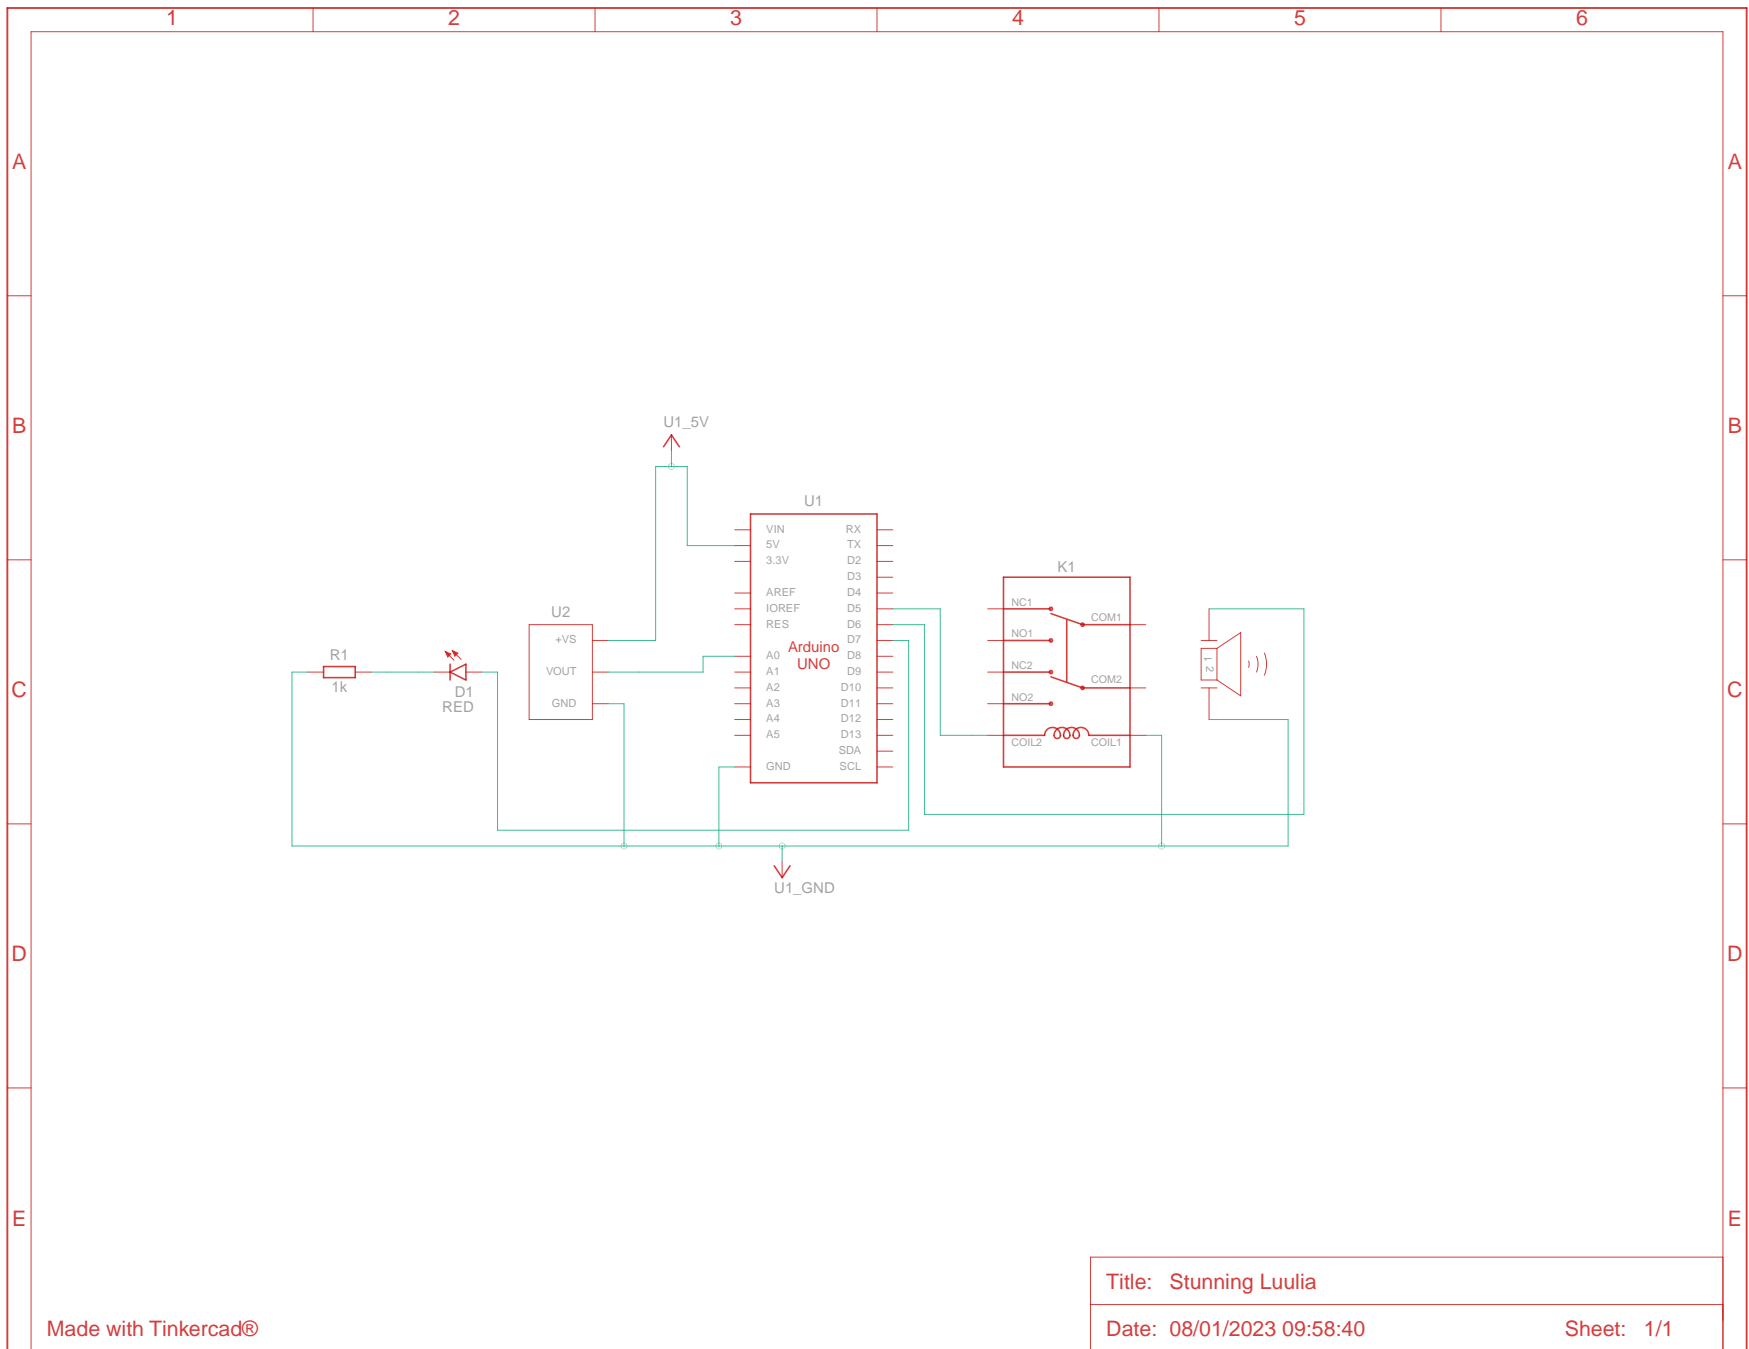 1 2 3 4 5 6
A A
B B
U1_5V
U1
VIN RX
5V TX
3.3V D2
D3
AREF D4
IOREF D5
RES D6
D7
A0 D8
A1 D9
A2 D10
A3 D11
A4 D12
A5 D13
SDA
GND SCL
Arduino
UNO
K1
NC1
COM1
NO1
NC2
COM2
NO2
COIL2 COIL1
U2
+VS
VOUT
GND
R1
1k
D1
RED
1 2
C C
U1_GND
D D
E E
Title: Stunning Luulia
Made with Tinkercad®
Date: 08/01/2023 09:58:40 Sheet: 1/1